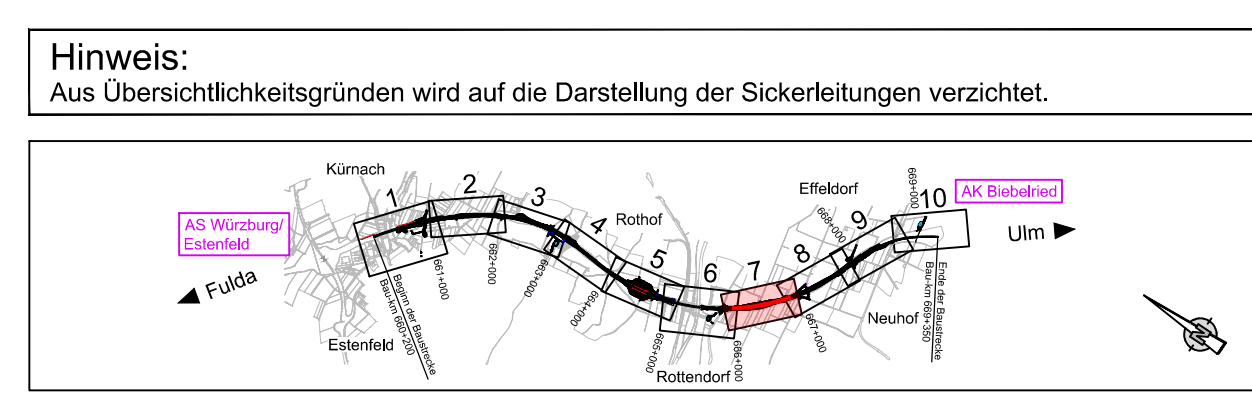 Hinweis:
Aus Übersichtlichkeitsgründen wird auf die Darstellung der Sickerleitungen verzichtet.
Kürnach
AS Würzburg/
Estenfeld
Fulda
Estenfeld
Beginn der Baustrecke
Bau-km 660+200
1
661+000
2
662+000
3
663+000
4
664+000
Rothof
5
665+000
Rottendorf
6
686+000
7
667+000
8
Effeldorf
668+000
9
Neuhof
669+000
10
AK Biebelried
Ulm
Ende der Baustrecke
Bau-km 669+350
N